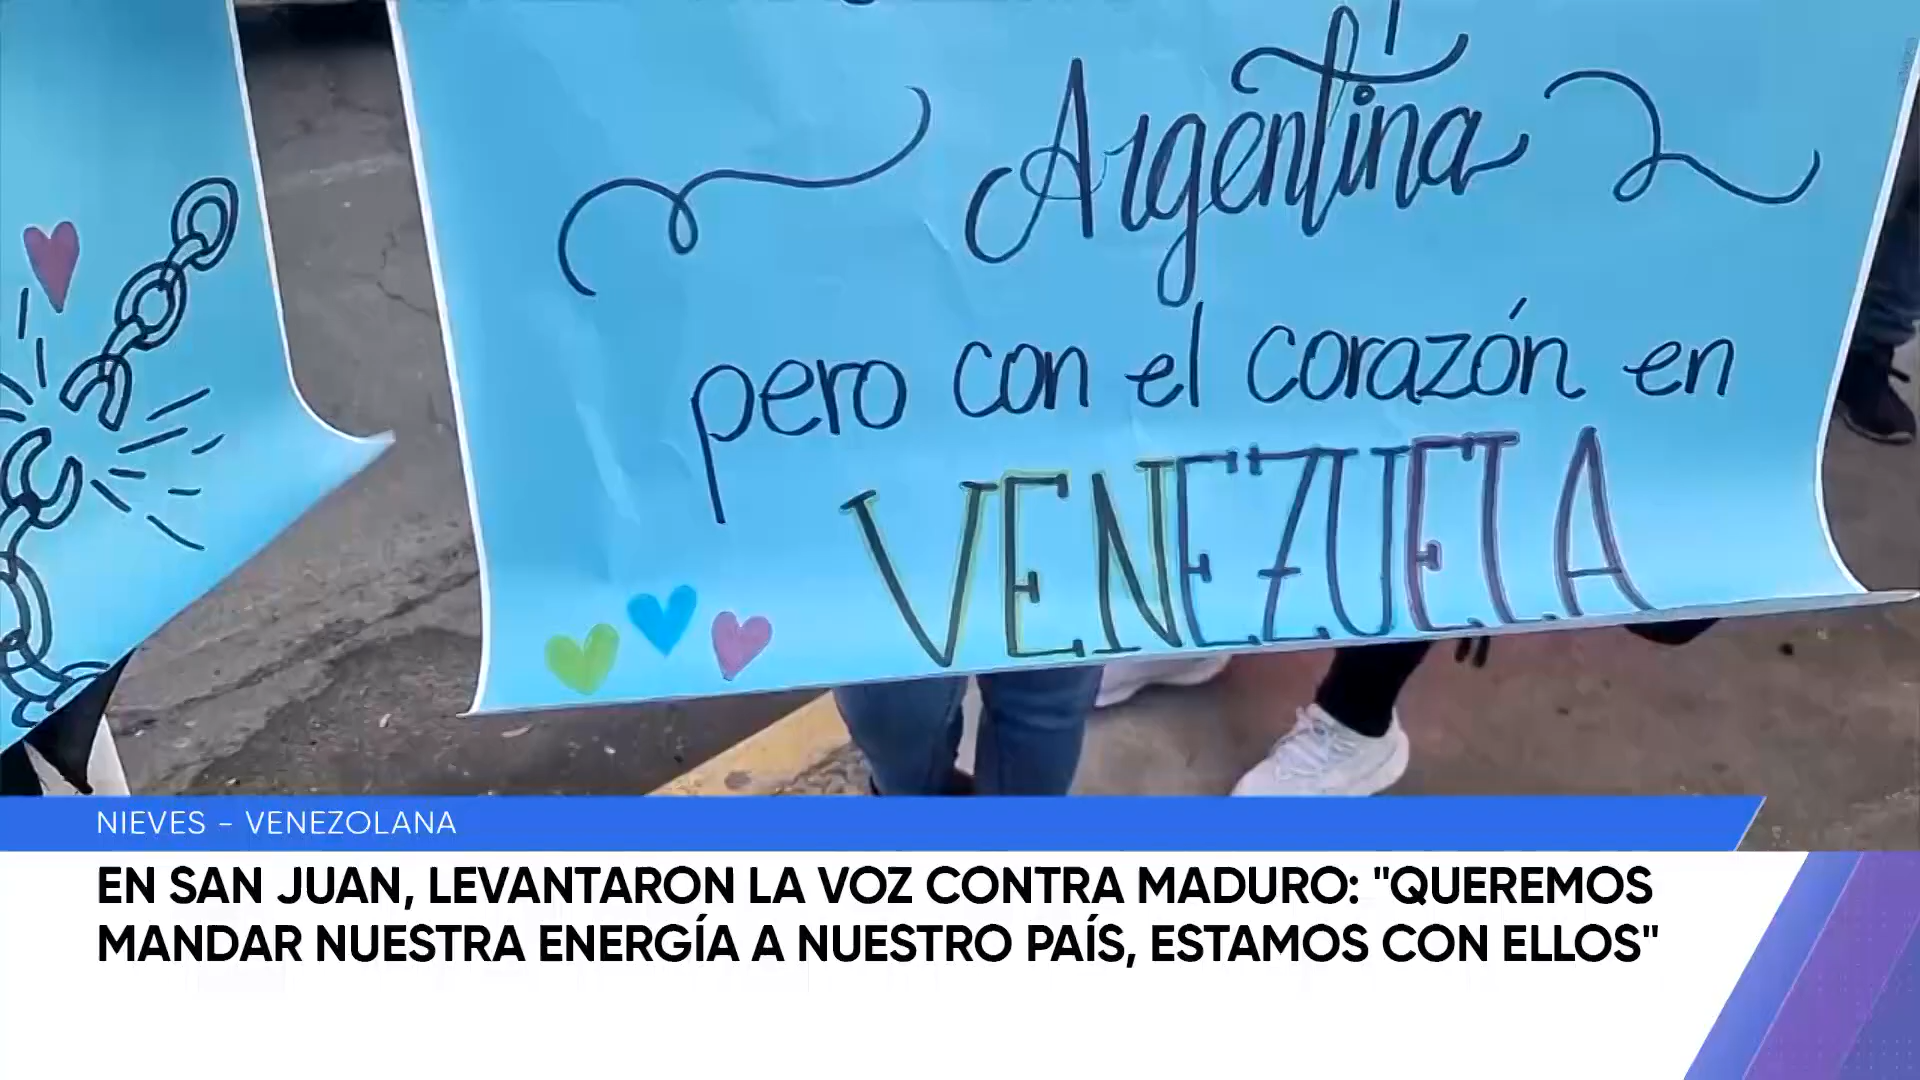 Argentina
pero con el corazón en
VENEZUELA
NIEVES - VENEZOLANA
EN SAN JUAN, LEVANTARON LA VOZ CONTRA MADURO: "QUEREMOS
MANDAR NUESTRA ENERGÍA A NUESTRO PAÍS, ESTAMOS CON ELLOS"